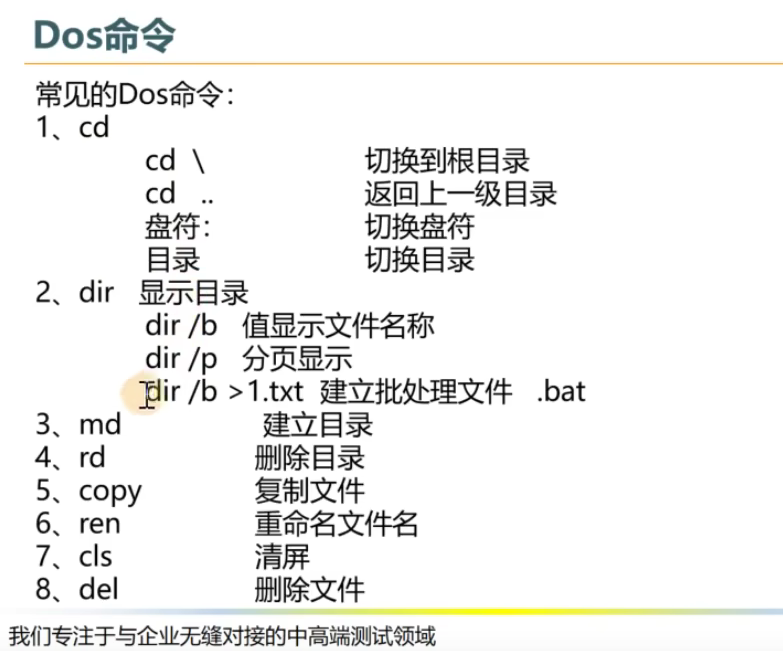 Dos命令
常见的Dos命令：
1、cd
cd \ 切换到根目录
cd .. 返回上一级目录
盘符： 切换盘符
目录 切换目录
2、dir 显示目录
dir /b 值显示文件名称
dir /p 分页显示
dir /b >1.txt 建立批处理文件 .bat
3、md 建立目录
4、rd 删除目录
5、copy 复制文件
6、ren 重命名文件名
7、cls 清屏
8、del 删除文件
我们专注于与企业无缝对接的中高端测试领域